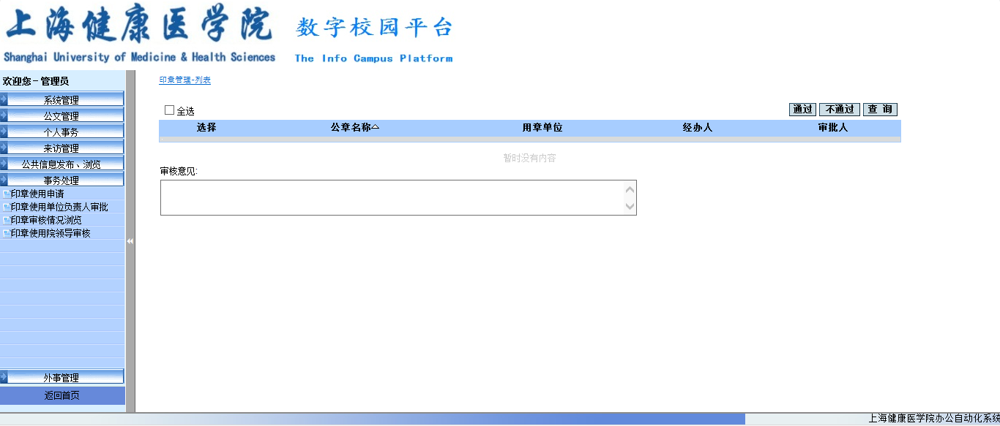 上海健康医学院 数字校园平台
Shanghai University of Medicine & Health Sciences The Info Campus Platform
欢迎您－管理员
系统管理
公文管理
个人事务
来访管理
公共信息发布、浏览
事务处理
印章使用申请
印章使用单位负责人审批
印章审核情况浏览
印章使用院领导审核
外事管理
返回首页
印章管理-列表
全选 通过 不通过 查 询
选择 公章名称 用章单位 经办人 审批人
暂时没有内容
审核意见:
上海健康医学院办公自动化系统